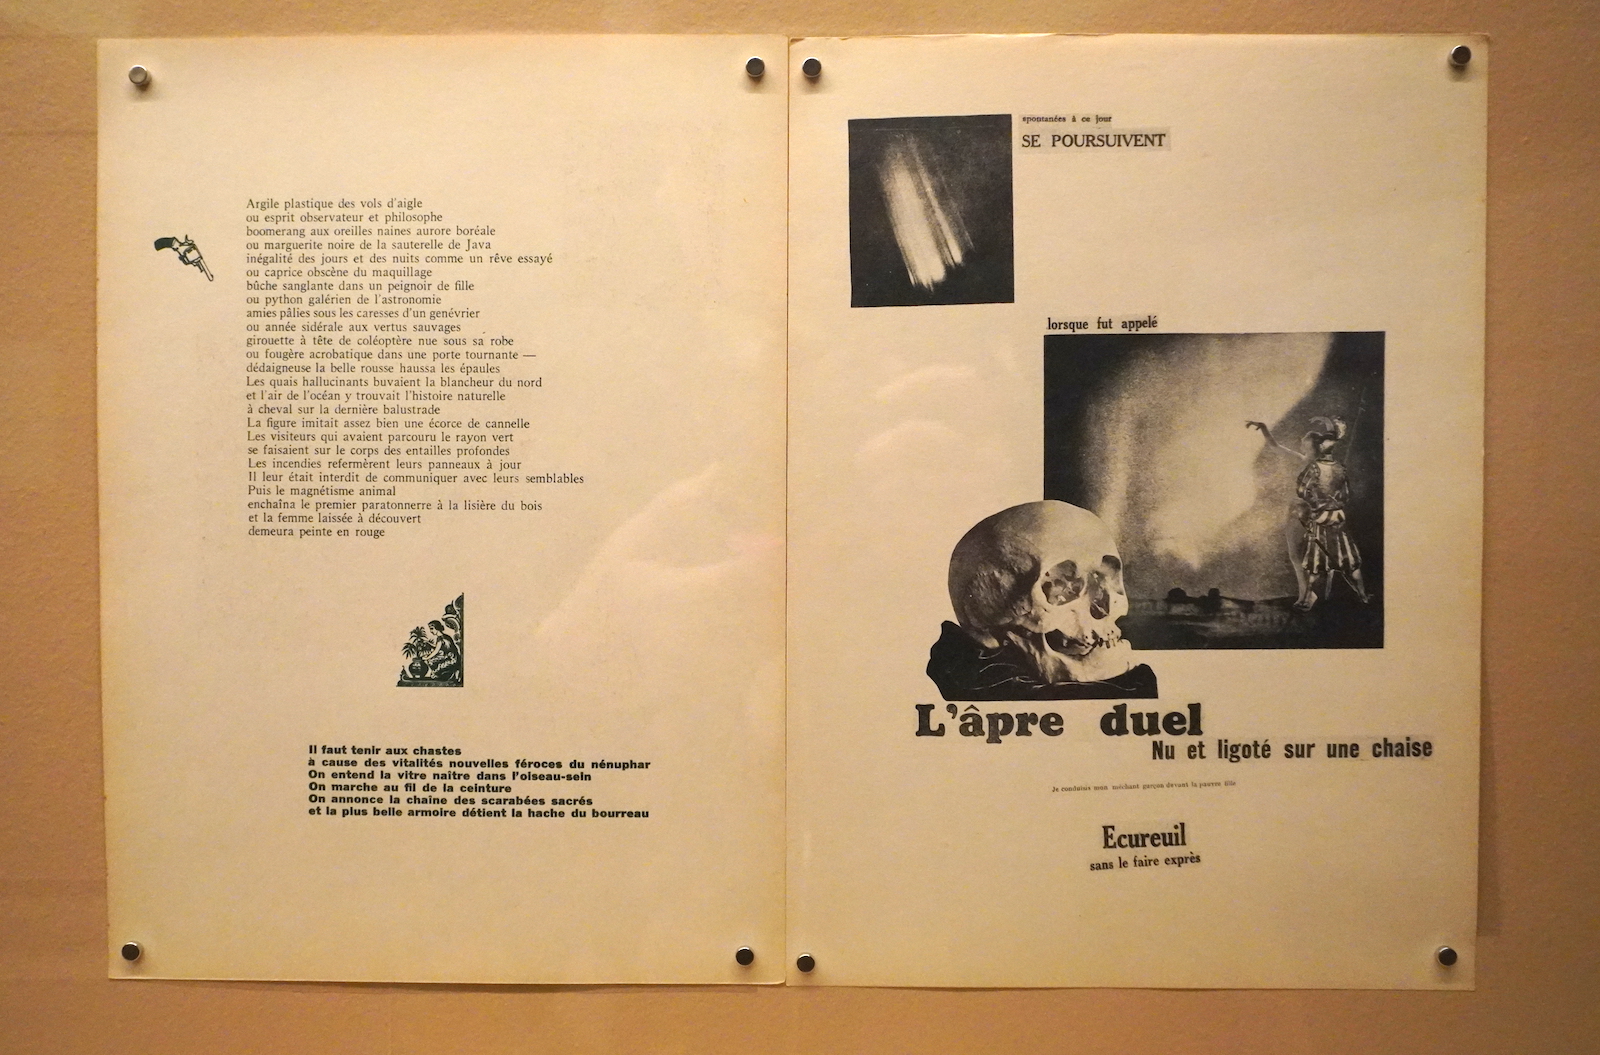 Argile plastique des vols d'aigle
ou esprit observateur et philosophe
boomerang aux oreilles naines aurore boréale
ou marguerite noire de la sauterelle de Java
inégalité des jours et des nuits comme un rêve essayé
ou caprice obscène du maquillage
bûche sanglante dans un peignoir de fille
ou python galérien de l'astronomie
amies pâlies sous les caresses d'un genévrier
ou année sidérale aux vertus sauvages
girouette à tête de coléoptère nue sous sa robe
ou fougère acrobatique dans une porte tournante —
dédaigneuse la belle rousse haussa les épaules
Les quais hallucinants buvaient la blancheur du nord
et l'air de l'océan y trouvait l'histoire naturelle
à cheval sur la dernière balustrade
La figure imitait assez bien une écorce de cannelle
Les visiteurs qui avaient parcouru le rayon vert
se faisaient sur le corps des entailles profondes
Les incendies refermèrent leurs panneaux à jour
Il leur était interdit de communiquer avec leurs semblables
Puis le magnétisme animal
enchaîna le premier paratonnerre à la lisière du bois
et la femme laissée à découvert
demeura peinte en rouge
Il faut tenir aux chastes
à cause des vitalités nouvelles féroces du nénuphar
On entend la vitre naître dans l'oiseau-sein
On marche au fil de la ceinture
On annonce la chaîne des scarabées sacrés
et la plus belle armoire détient la hache du bourreau
spontanées à ce jour
SE POURSUIVENT
lorsque fut appelé
L'âpre duel
Nu et ligoté sur une chaise
Je conduisis mon méchant garçon devant la pauvre fille
Ecureuil
sans le faire exprès